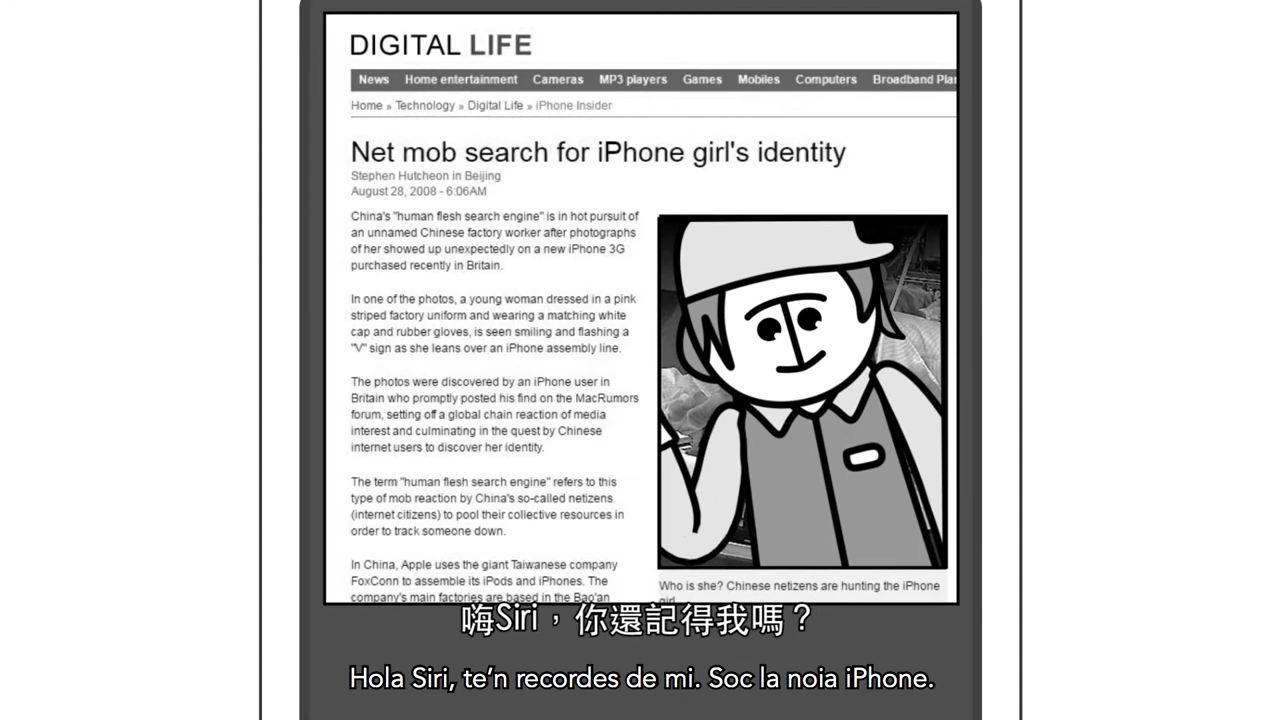 DIGITAL LIFE
News Home entertainment Cameras MP3 players Games Mobiles Computers Broadband
Home » Technology » Digital Life » iPhone Insider
Net mob search for iPhone girl's identity
Stephen Hutcheon in Beijing
August 28, 2008 - 6:06AM
China's "human flesh search engine" is in hot pursuit of
an unnamed Chinese factory worker after photographs
of her showed up unexpectedly on a new iPhone 3G
purchased recently in Britain.
In one of the photos, a young woman dressed in a pink
striped factory uniform and wearing a matching white
cap and rubber gloves, is seen smiling and flashing a
"V" sign as she leans over an iPhone assembly line.
The photos were discovered by an iPhone user in
Britain who promptly posted his find on the MacRumors
forum, setting off a global chain reaction of media
interest and culminating in the quest by Chinese
internet users to discover her identity.
The term "human flesh search engine" refers to this
type of mob reaction by China's so-called netizens
(internet citizens) to pool their collective resources in
order to track someone down.
In China, Apple uses the giant Taiwanese company
FoxConn to assemble its iPods and iPhones. The
company's main factories are based in the Bao'an
Who is she? Chinese netizens are hunting the iPhone
嗨Siri，你還記得我嗎？
Hola Siri, te'n recordes de mi. Soc la noia iPhone.